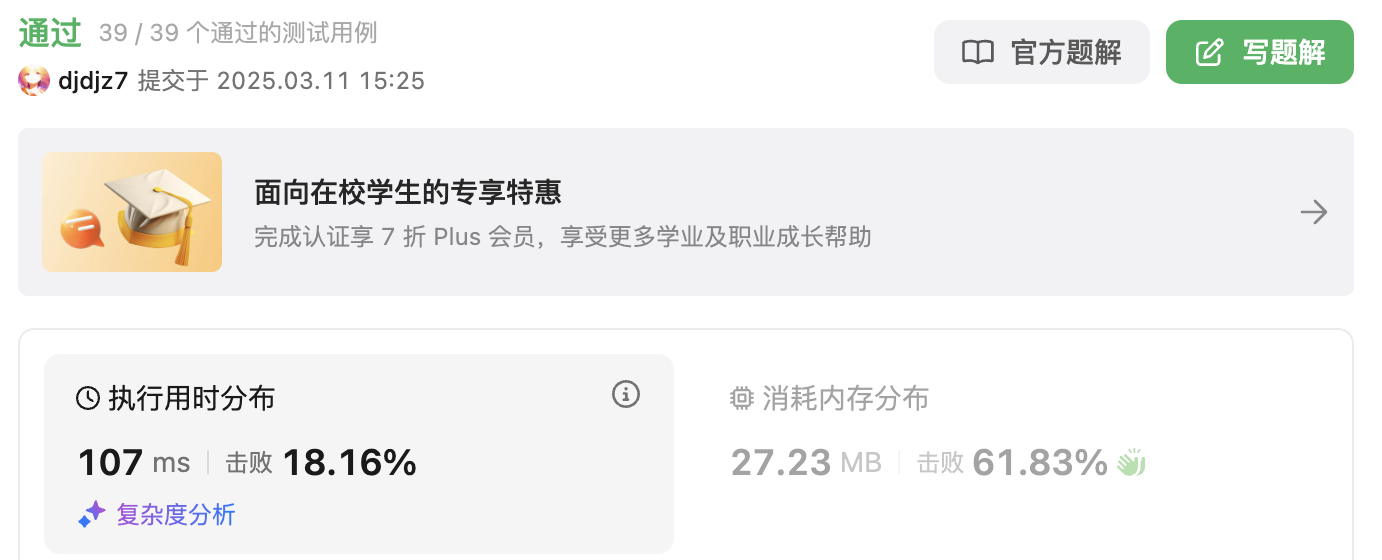 通过 39 / 39 个通过的测试用例
djdjz7 提交于 2025.03.11 15:25
官方题解
写题解
面向在校学生的专享特惠
完成认证享 7 折 Plus 会员，享受更多学业及职业成长帮助
执行用时分布
107 ms | 击败 18.16%
复杂度分析
消耗内存分布
27.23 MB | 击败 61.83%